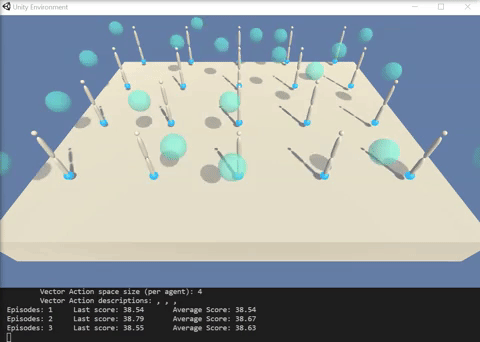 Unity Environment
Vector Action space size (per agent): 4
Vector Action descriptions: , , ,
Episodes: 1 Last score: 38.54 Average Score: 38.54
Episodes: 2 Last score: 38.79 Average Score: 38.67
Episodes: 3 Last score: 38.55 Average Score: 38.63